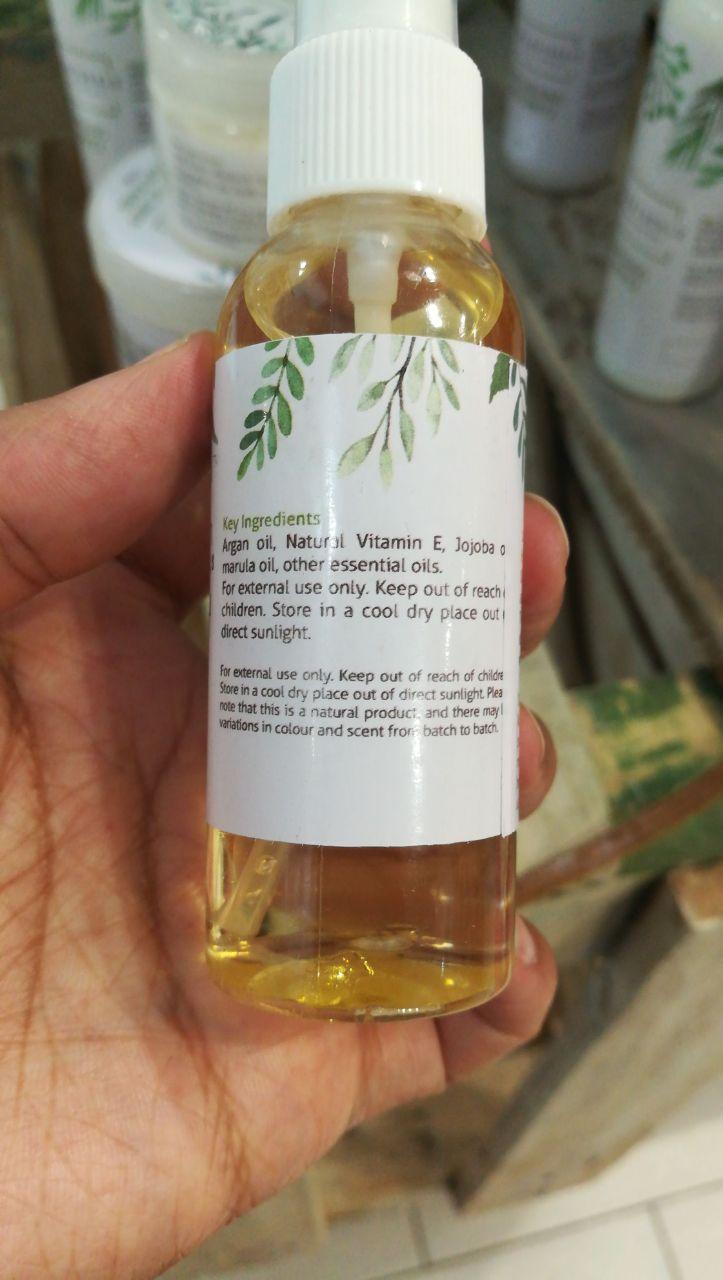 Key Ingredients
Argan oil, Natural Vitamin E, Jojoba o
marula oil, other essential oils.
For external use only. Keep out of reach
children. Store in a cool dry place out
direct sunlight.
For external use only. Keep out of reach of childre
Store in a cool dry place out of direct sunlight. Plea
note that this is a natural product, and there may
variations in colour and scent from batch to batch.